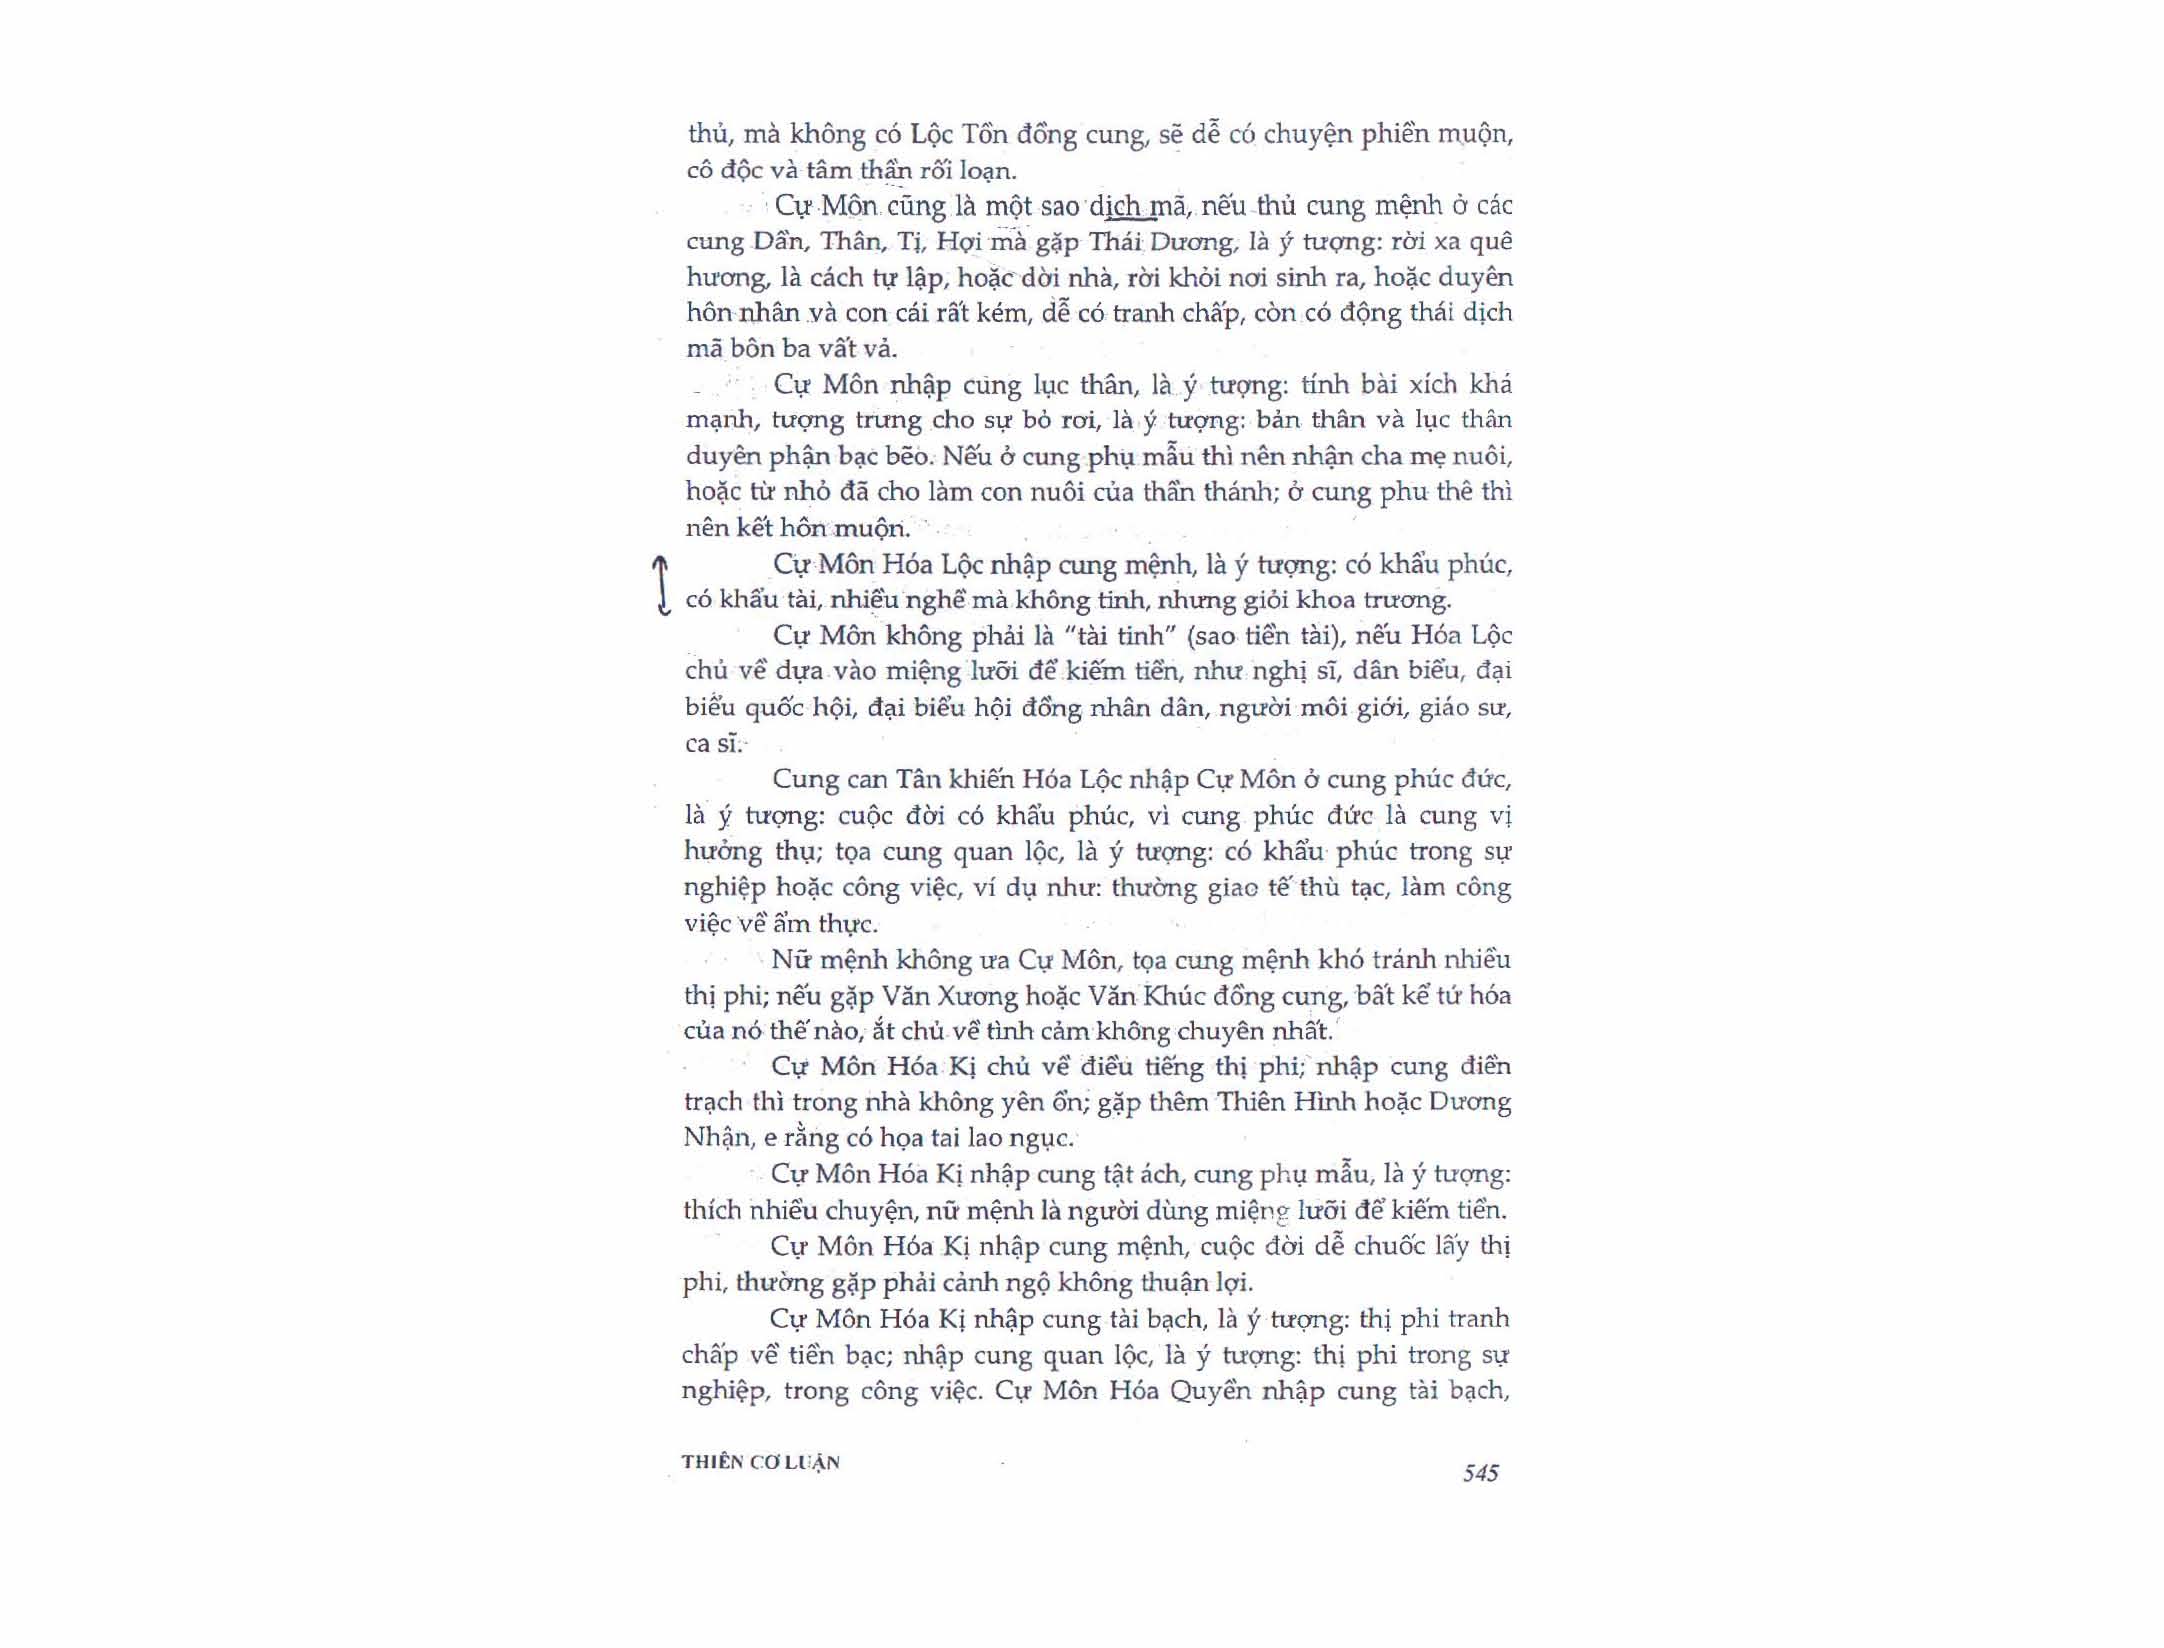 thủ, mà không có Lộc Tồn đồng cung, sẽ dễ có chuyện phiền muộn,
cô độc và tâm thần rối loạn.
Cự Môn cũng là một sao dịch mã, nếu thủ cung mệnh ở các
cung Dần, Thân, Tị, Hợi mà gặp Thái Dương, là ý tượng: rời xa quê
hương, là cách tự lập, hoặc dời nhà, rời khỏi nơi sinh ra, hoặc duyên
hôn nhân và con cái rất kém, dễ có tranh chấp, còn có động thái dịch
mã bôn ba vất vả.
Cự Môn nhập cung lục thân, là ý tượng: tính bài xích khá
mạnh, tượng trưng cho sự bỏ rơi, là ý tượng: bản thân và lục thân
duyên phận bạc bẽo. Nếu ở cung phụ mẫu thì nên nhận cha mẹ nuôi,
hoặc từ nhỏ đã cho làm con nuôi của thần thánh; ở cung phu thê thì
nên kết hôn muộn.
Cự Môn Hóa Lộc nhập cung mệnh, là ý tượng: có khẩu phúc,
có khẩu tài, nhiều nghề mà không tinh, nhưng giỏi khoa trương.
Cự Môn không phải là "tài tinh" (sao tiền tài), nếu Hóa Lộc
chủ về dựa vào miệng lưỡi để kiếm tiền, như nghị sĩ, dân biểu, đại
biểu quốc hội, đại biểu hội đồng nhân dân, người môi giới, giáo sư,
ca sĩ.
Cung can Tân khiến Hóa Lộc nhập Cự Môn ở cung phúc đức,
là ý tượng: cuộc đời có khẩu phúc, vì cung phúc đức là cung vị
hưởng thụ; tọa cung quan lộc, là ý tượng: có khẩu phúc trong sự
nghiệp hoặc công việc, ví dụ như: thường giao tế thù tạc, làm công
việc về ẩm thực.
Nữ mệnh không ưa Cự Môn, tọa cung mệnh khó tránh nhiều
thị phi; nếu gặp Văn Xương hoặc Văn Khúc đồng cung, bất kể tứ hóa
của nó thế nào, ắt chủ về tình cảm không chuyên nhất.
Cự Môn Hóa Kị chủ về điều tiếng thị phi; nhập cung điền
trạch thì trong nhà không yên ổn; gặp thêm Thiên Hình hoặc Dương
Nhận, e rằng có họa tai lao ngục.
Cự Môn Hóa Kị nhập cung tật ách, cung phụ mẫu, là ý tượng:
thích nhiều chuyện, nữ mệnh là người dùng miệng lưỡi để kiếm tiền.
Cự Môn Hóa Kị nhập cung mệnh, cuộc đời dễ chuốc lấy thị
phi, thường gặp phải cảnh ngộ không thuận lợi.
Cự Môn Hóa Kị nhập cung tài bạch, là ý tượng: thị phi tranh
chấp về tiền bạc; nhập cung quan lộc, là ý tượng: thị phi trong sự
nghiệp, trong công việc. Cự Môn Hóa Quyền nhập cung tài bạch,
THIÊN CƠ LUẬN
545